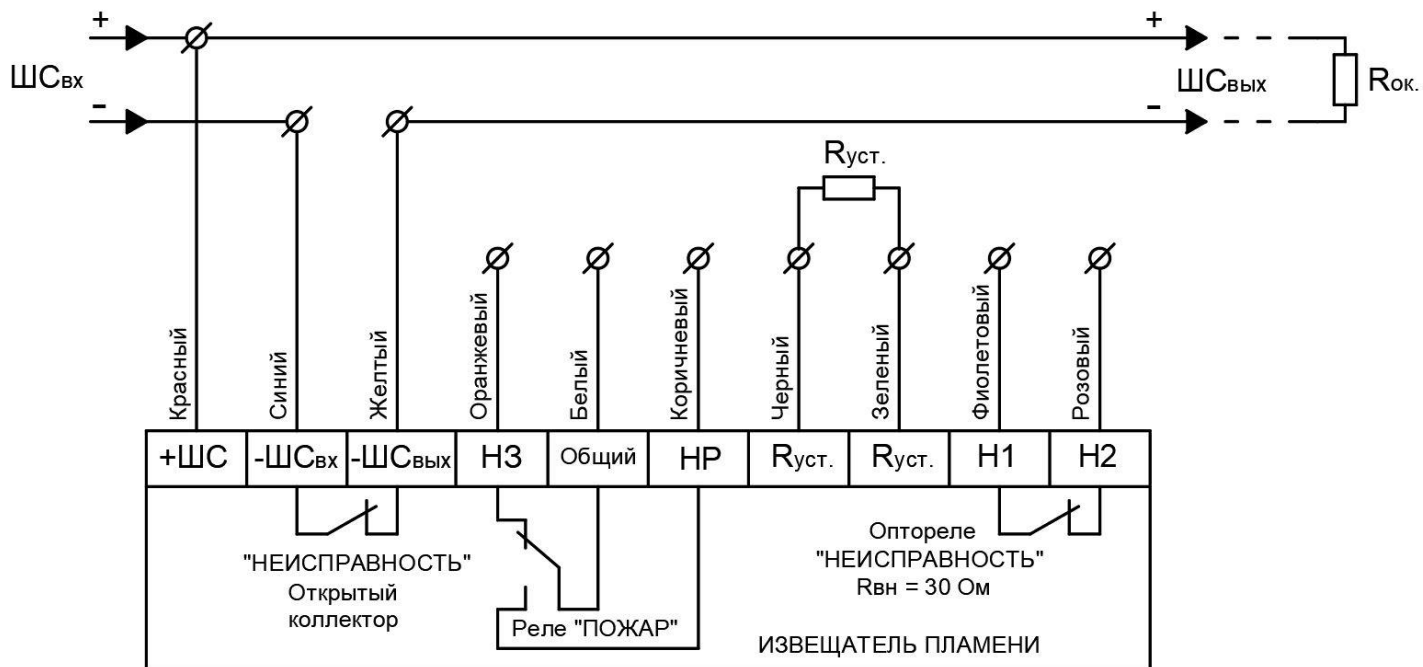 + +
ШСвх ШСвых Rок.
- -
Rуст.
Красный
Синий
Желтый
Оранжевый
Белый
Коричневый
Черный
Зеленый
Фиолетовый
Розовый
+ШС -ШСвх -ШСвых НЗ Общий НР Rуст. Rуст. Н1 Н2
"НЕИСПРАВНОСТЬ"
Открытый
коллектор
Реле "ПОЖАР"
Оптореле
"НЕИСПРАВНОСТЬ"
Rвн = 30 Ом
ИЗВЕЩАТЕЛЬ ПЛАМЕНИ